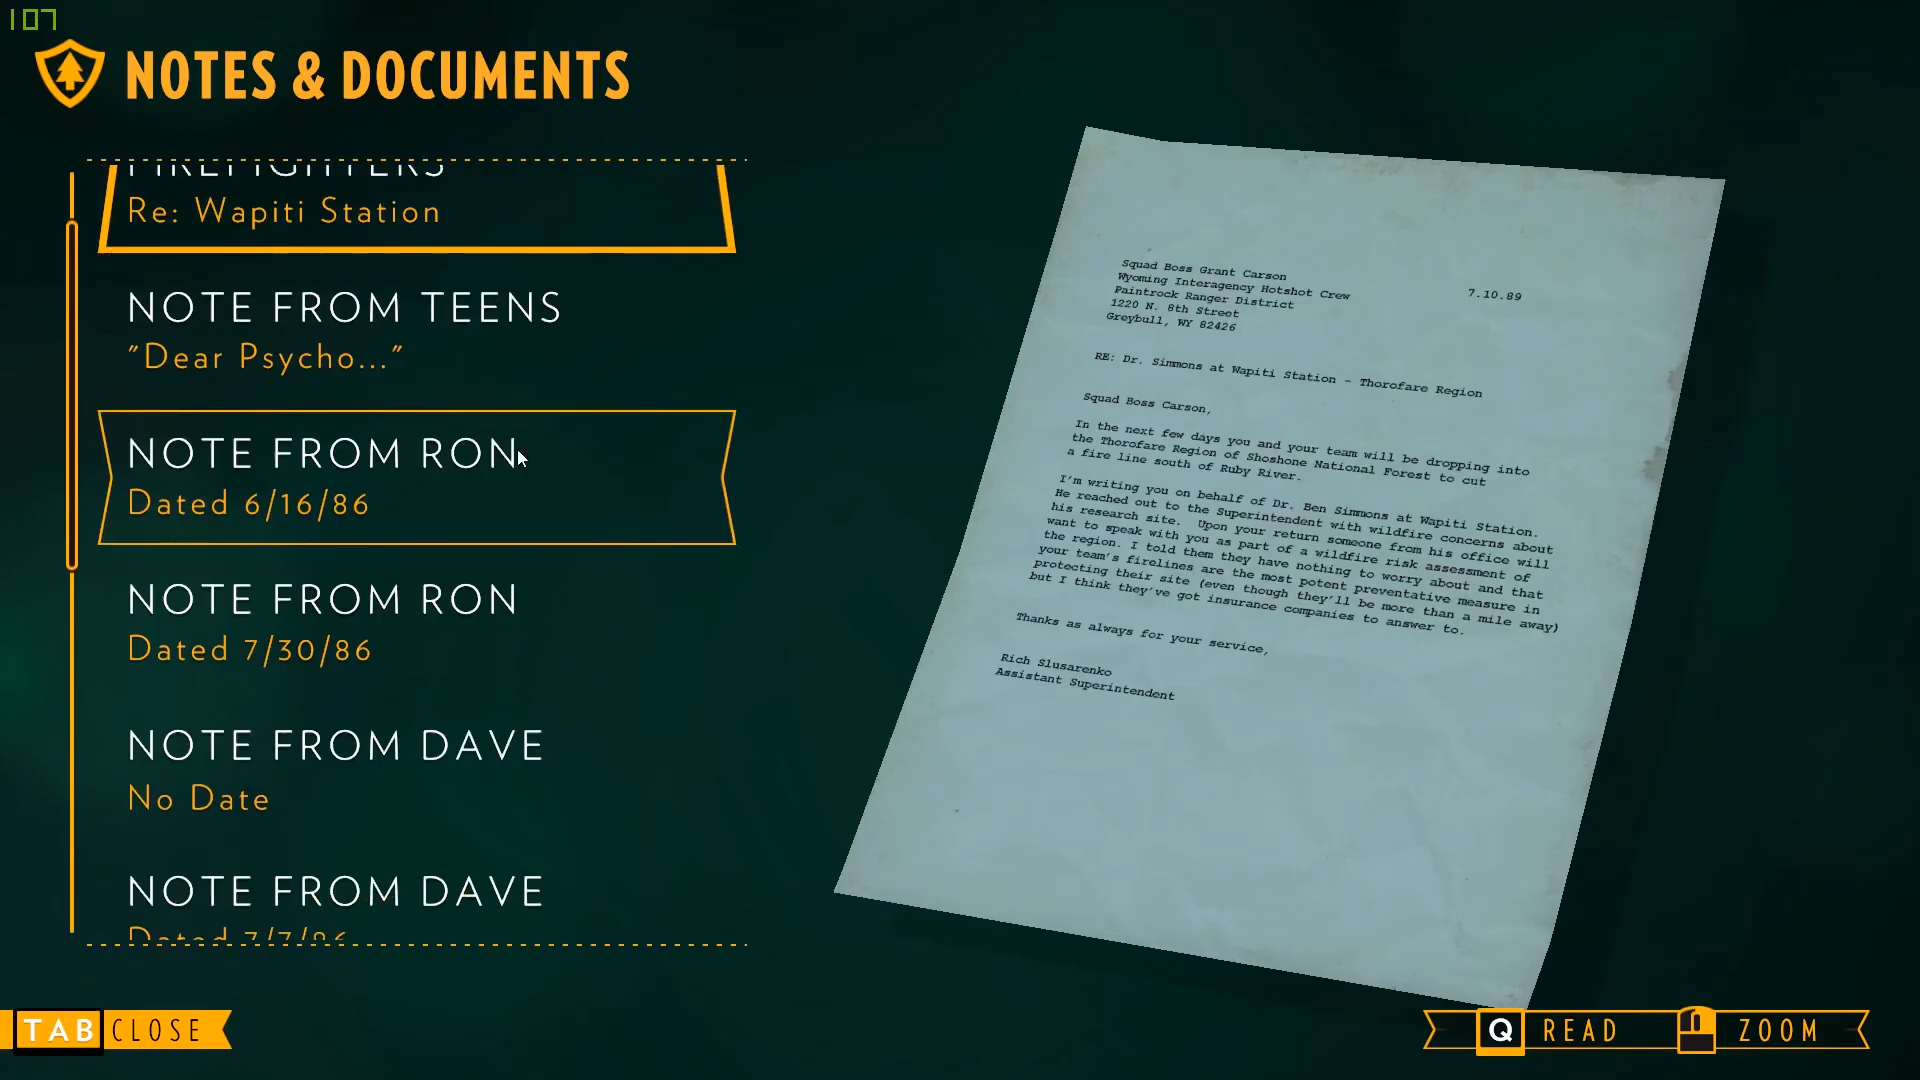 107
NOTES & DOCUMENTS
FIREFIGHTERS
Re: Wapiti Station
NOTE FROM TEENS
"Dear Psycho..."
NOTE FROM RON
Dated 6/16/86
NOTE FROM RON
Dated 7/30/86
NOTE FROM DAVE
No Date
NOTE FROM DAVE
Dated 7/7/86
TAB CLOSE
Squad Boss Grant Carson
Wyoming Interagency Hotshot Crew
Paintrock Ranger District
1220 N. 8th Street
Greybull, WY 82426
7.10.89
RE: Dr. Simmons at Wapiti Station - Thorofare Region
Squad Boss Carson,
In the next few days you and your team will be dropping into
the Thorofare Region of Shoshone National Forest to cut
a fire line south of Ruby River.
I'm writing you on behalf of Dr. Ben Simmons at Wapiti Station.
He reached out to the Superintendent with wildfire concerns about
his research site. Upon your return someone from his office will
want to speak with you as part of a wildfire risk assessment of
the region. I told them they have nothing to worry about and that
your team's firelines are the most potent preventative measure in
protecting their site (even though they'll be more than a mile away)
but I think they've got insurance companies to answer to.
Thanks as always for your service,
Rich Slusarenko
Assistant Superintendent
Q READ
ZOOM